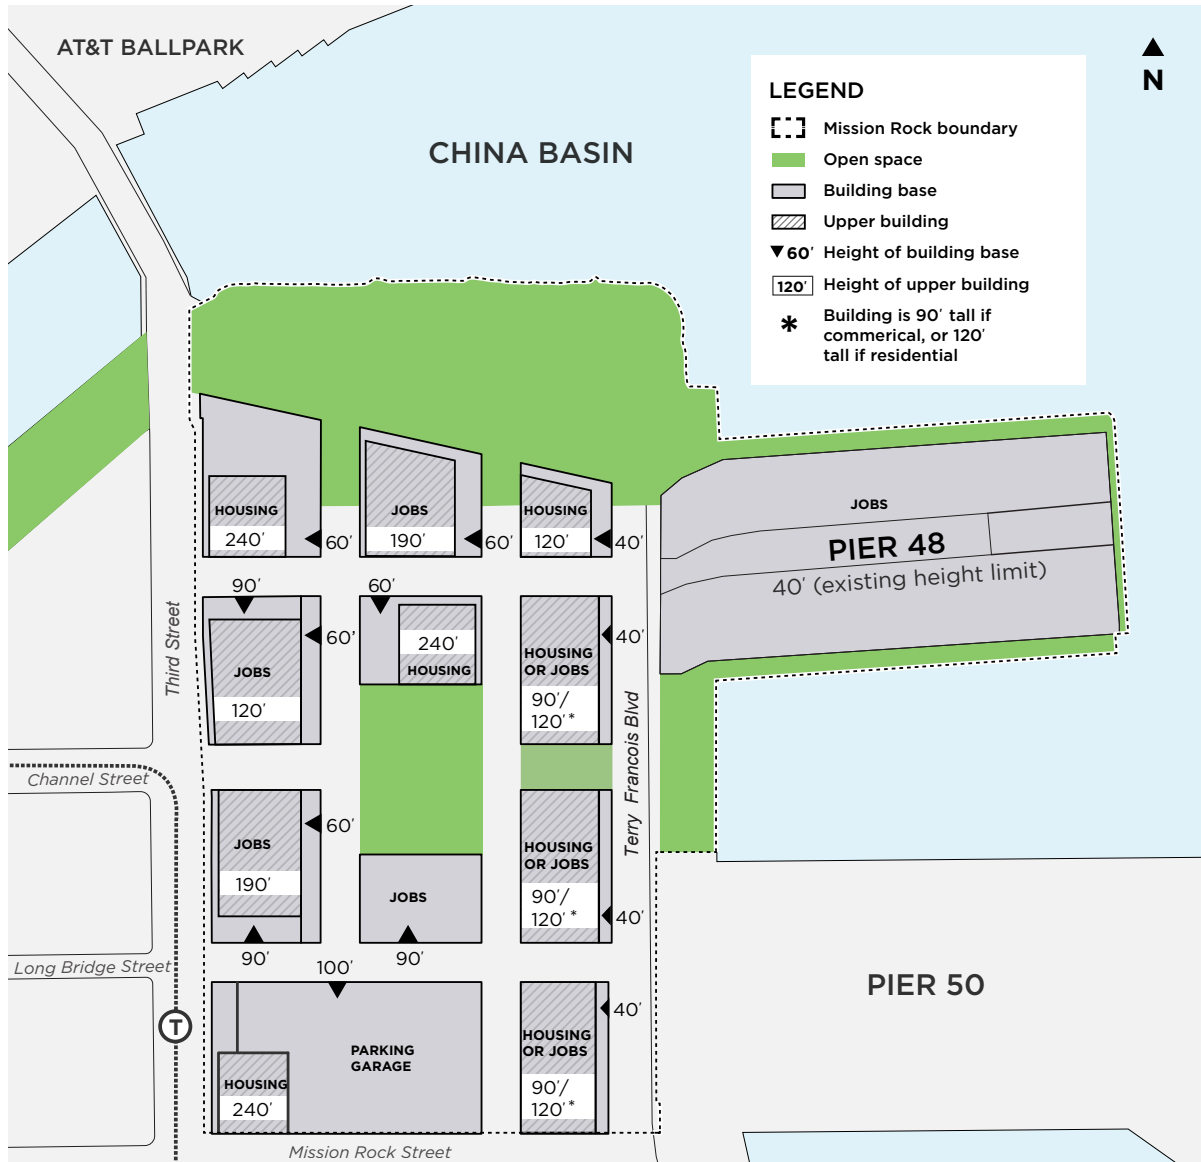 AT&T BALLPARK
N
CHINA BASIN
LEGEND
Mission Rock boundary
Open space
Building base
Upper building
60′ Height of building base
120′ Height of upper building
* Building is 90′ tall if
commerical, or 120′
tall if residential
HOUSING
240′
60′
JOBS
190′
60′
HOUSING
120′
40′
JOBS
PIER 48
40′ (existing height limit)
90′
60′
JOBS
120′
60′
240′
HOUSING
40′
HOUSING
OR JOBS
90′/
120′*
Third Street
Terry Francois Blvd
Channel Street
60′
JOBS
190′
90′
JOBS
90′
HOUSING
OR JOBS
90′/
120′*
40′
Long Bridge Street
100′
PIER 50
T
PARKING
GARAGE
HOUSING
240′
40′
HOUSING
OR JOBS
90′/
120′*
Mission Rock Street